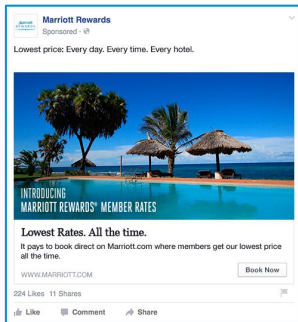 Marriott Rewards
Sponsored ·
Lowest price: Every day. Every time. Every hotel.
INTRODUCING
MARRIOTT REWARDS® MEMBER RATES
Lowest Rates. All the time.
It pays to book direct on Marriott.com where members get our lowest price
all the time.
WWW.MARRIOTT.COM
Book Now
224 Likes 11 Shares
Like Comment Share